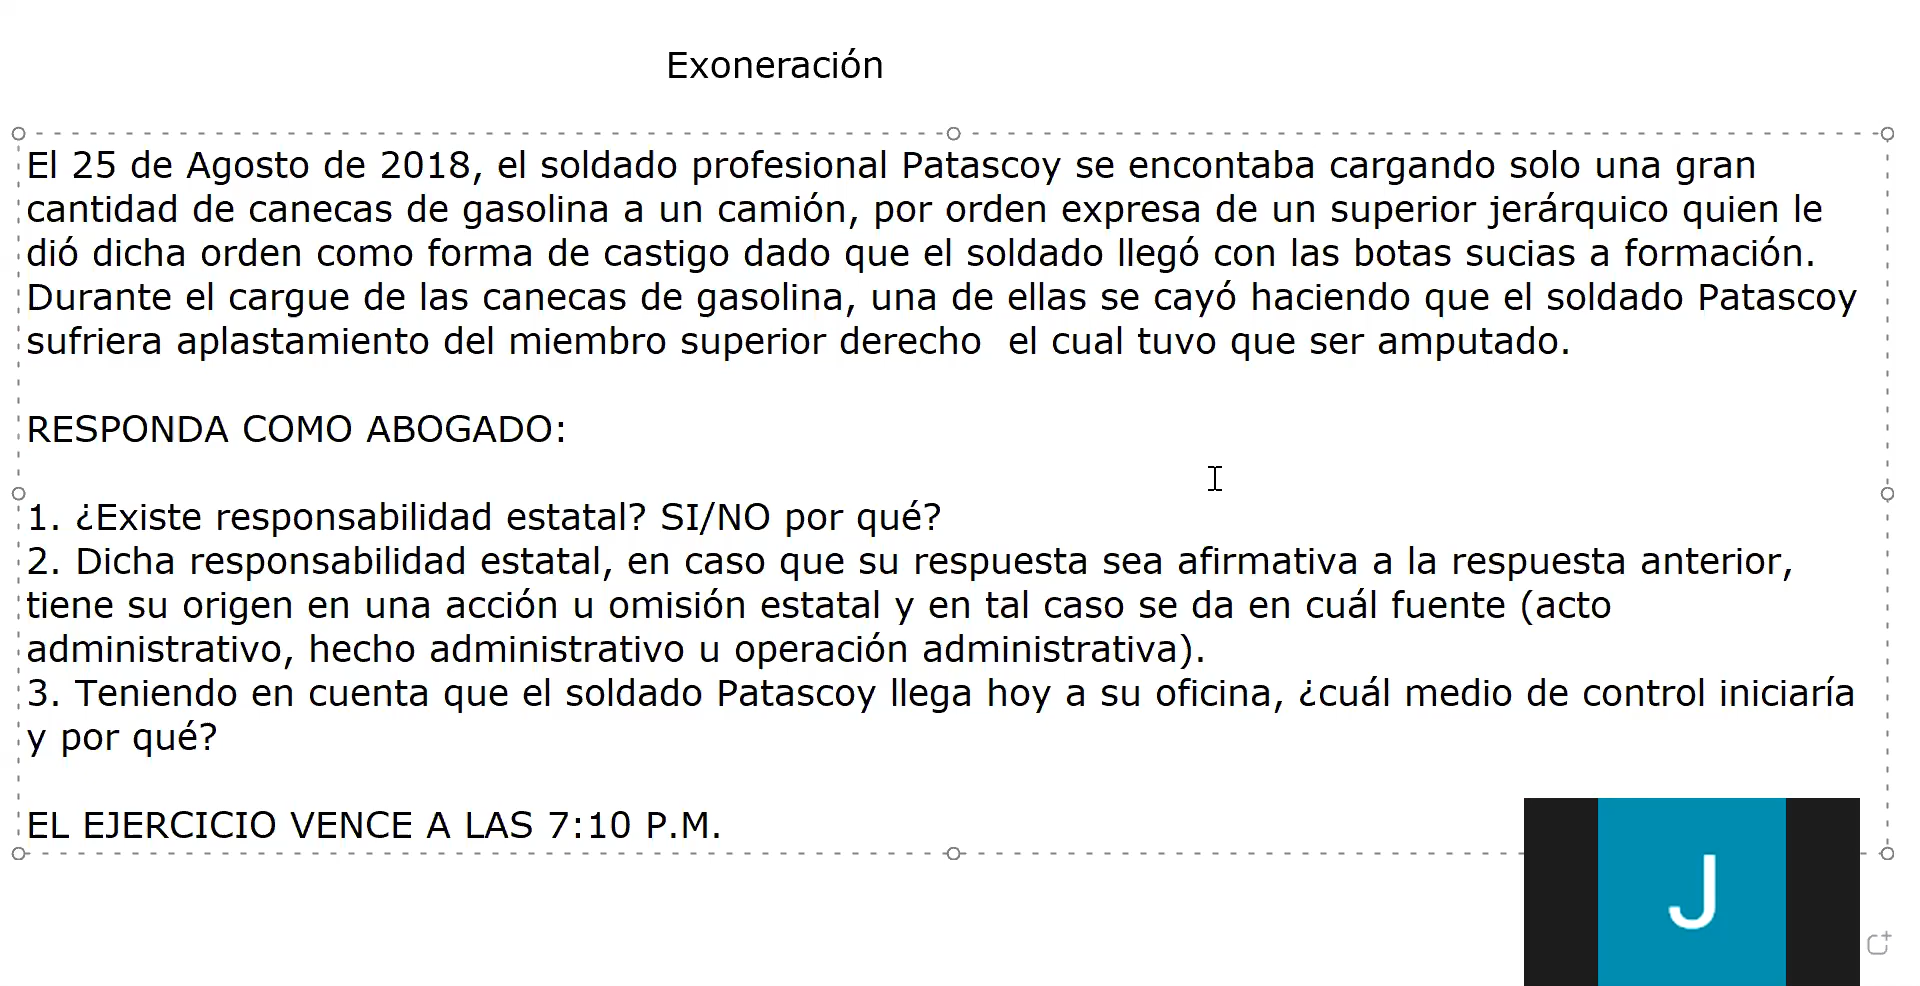 Exoneración
El 25 de Agosto de 2018, el soldado profesional Patascoy se encontaba cargando solo una gran
cantidad de canecas de gasolina a un camión, por orden expresa de un superior jerárquico quien le
dió dicha orden como forma de castigo dado que el soldado llegó con las botas sucias a formación.
Durante el cargue de las canecas de gasolina, una de ellas se cayó haciendo que el soldado Patascoy
sufriera aplastamiento del miembro superior derecho  el cual tuvo que ser amputado.
RESPONDA COMO ABOGADO:
1. ¿Existe responsabilidad estatal? SI/NO por qué?
2. Dicha responsabilidad estatal, en caso que su respuesta sea afirmativa a la respuesta anterior,
tiene su origen en una acción u omisión estatal y en tal caso se da en cuál fuente (acto
administrativo, hecho administrativo u operación administrativa).
3. Teniendo en cuenta que el soldado Patascoy llega hoy a su oficina, ¿cuál medio de control iniciaría
y por qué?
EL EJERCICIO VENCE A LAS 7:10 P.M.
J